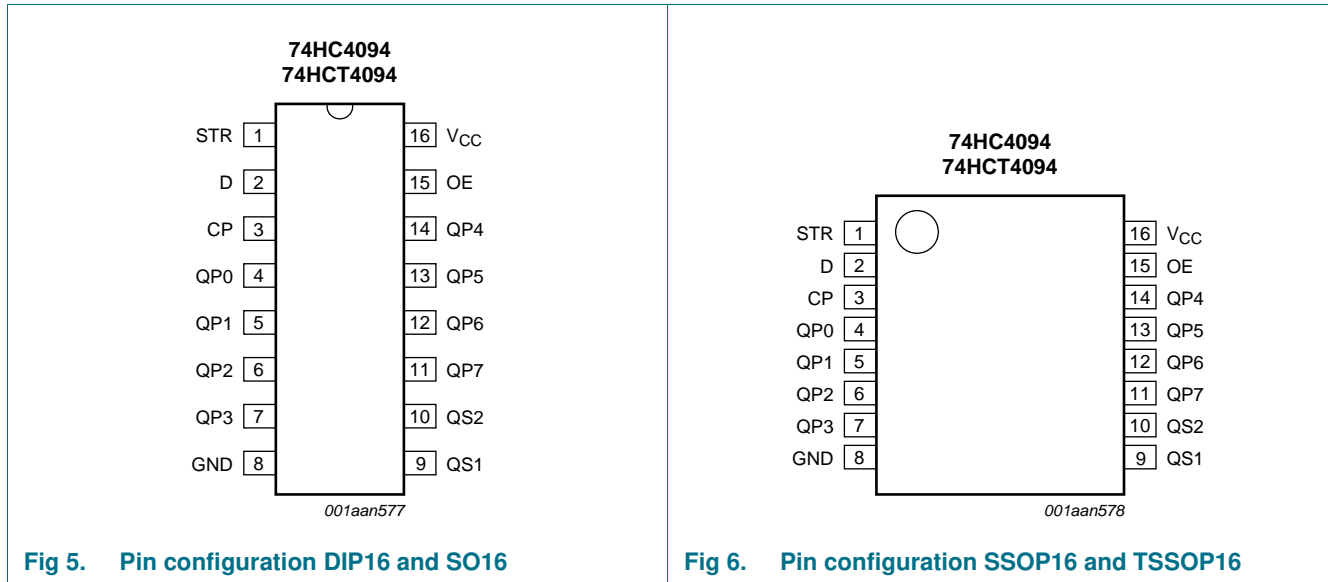 74HC4094
74HCT4094
STR 1 16 VCC
D 2 15 OE
CP 3 14 QP4
QP0 4 13 QP5
QP1 5 12 QP6
QP2 6 11 QP7
QP3 7 10 QS2
GND 8 9 QS1
001aan577
Fig 5. Pin configuration DIP16 and SO16
74HC4094
74HCT4094
STR 1 16 VCC
D 2 15 OE
CP 3 14 QP4
QP0 4 13 QP5
QP1 5 12 QP6
QP2 6 11 QP7
QP3 7 10 QS2
GND 8 9 QS1
001aan578
Fig 6. Pin configuration SSOP16 and TSSOP16